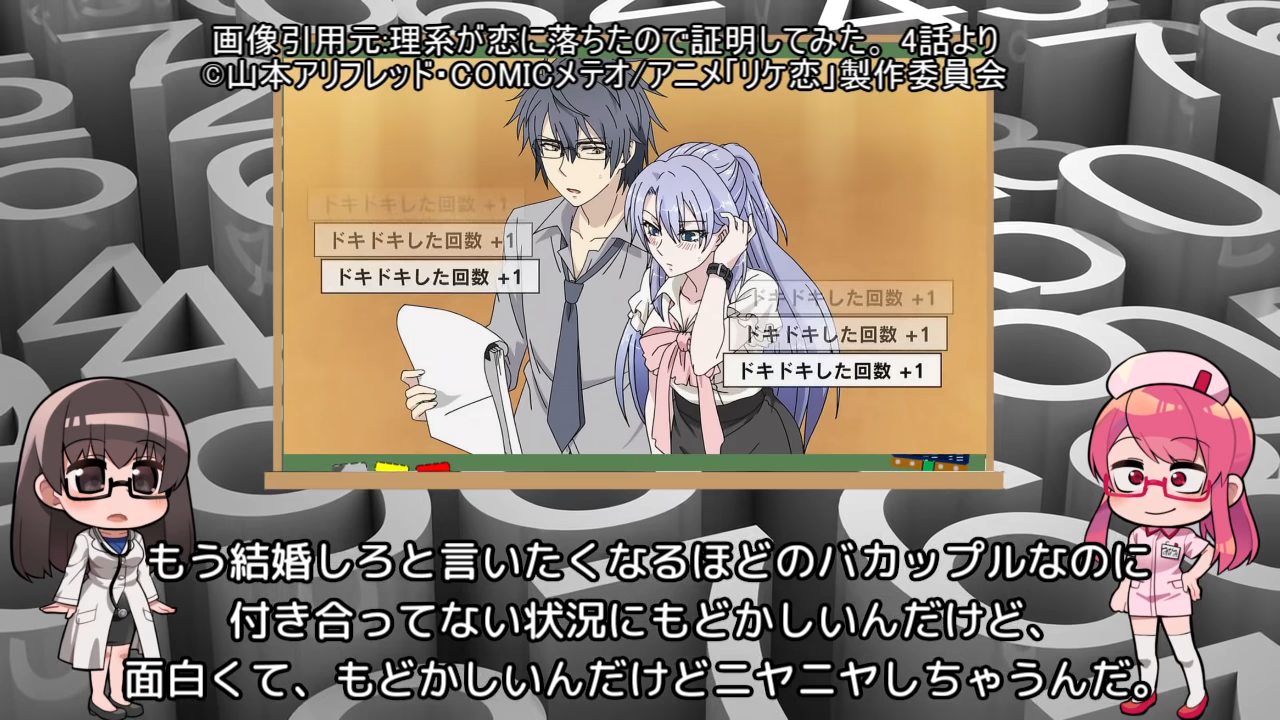 画像引用元:理系が恋に落ちたので証明してみた。4話より
©山本アリフレッド・COMICメテオ/アニメ「リケ恋」製作委員会
ドキドキした回数 +1
ドキドキした回数 +1
ドキドキした回数 +1
ドキドキした回数 +1
ドキドキした回数 +1
ドキドキした回数 +1
もう結婚しろと言いたくなるほどのバカップルなのに
付き合ってない状況にもどかしいんだけど、
面白くて、もどかしいんだけどニヤニヤしちゃうんだ。